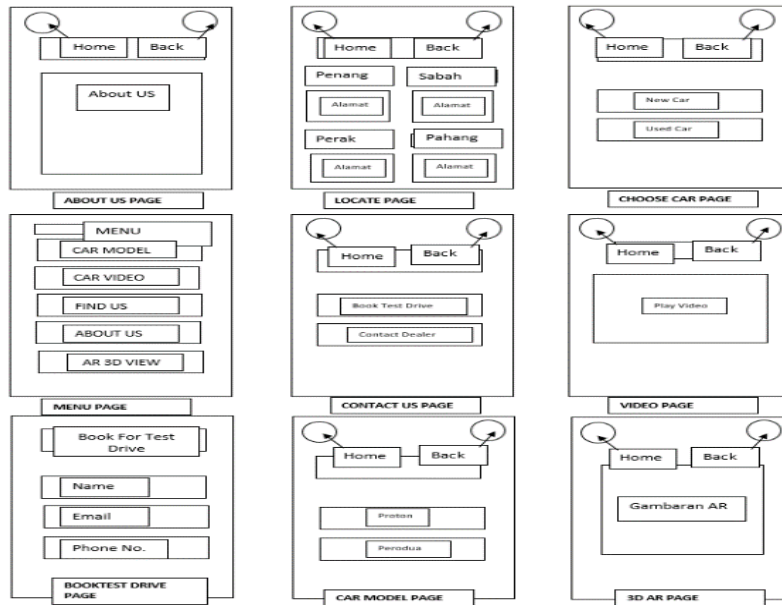 Home Back
About US
ABOUT US PAGE
Home Back
Penang Sabah
Alamat Alamat
Perak Pahang
Alamat Alamat
LOCATE PAGE
Home Back
New Car
Used Car
CHOOSE CAR PAGE
MENU
CAR MODEL
CAR VIDEO
FIND US
ABOUT US
AR 3D VIEW
MENU PAGE
Home Back
Book Test Drive
Contact Dealer
CONTACT US PAGE
Home Back
Play Video
VIDEO PAGE
Book For Test
Drive
Name
Email
Phone No.
BOOKTEST DRIVE
PAGE
Home Back
Proton
Perodua
CAR MODEL PAGE
Home Back
Gambaran AR
3D AR PAGE